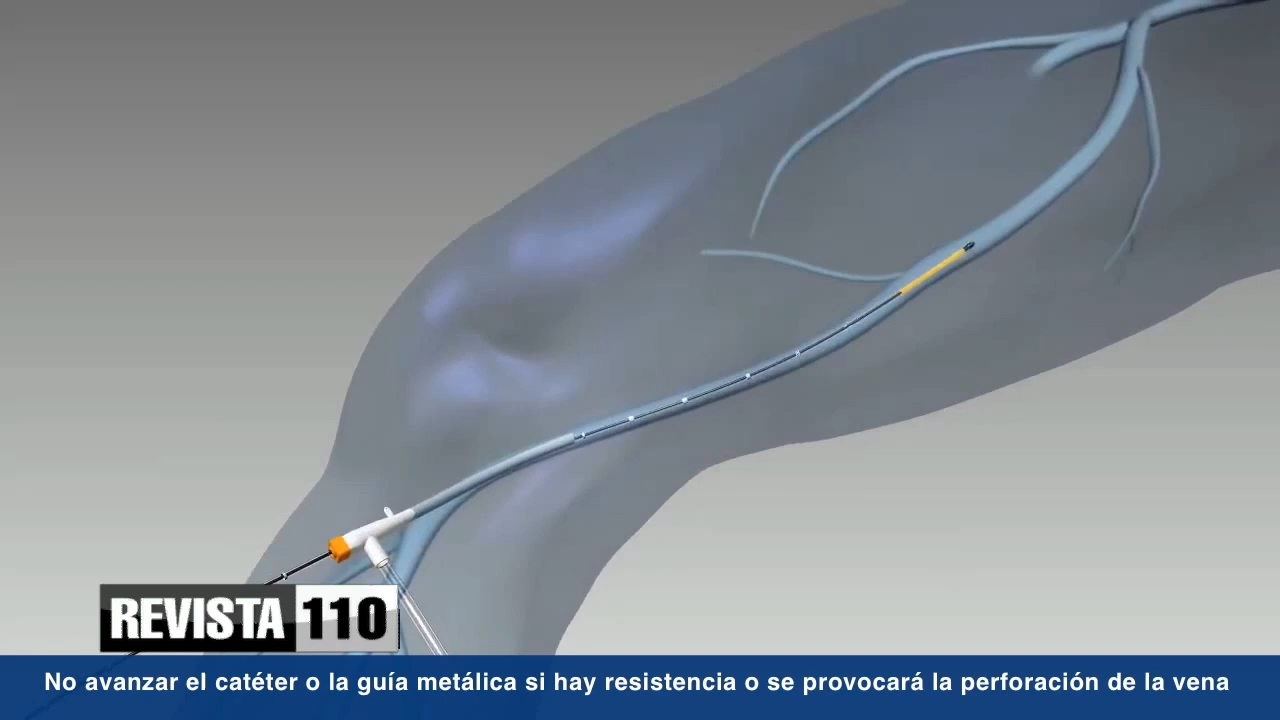 REVISTA 110
No avanzar el catéter o la guía metálica si hay resistencia o se provocará la perforación de la vena